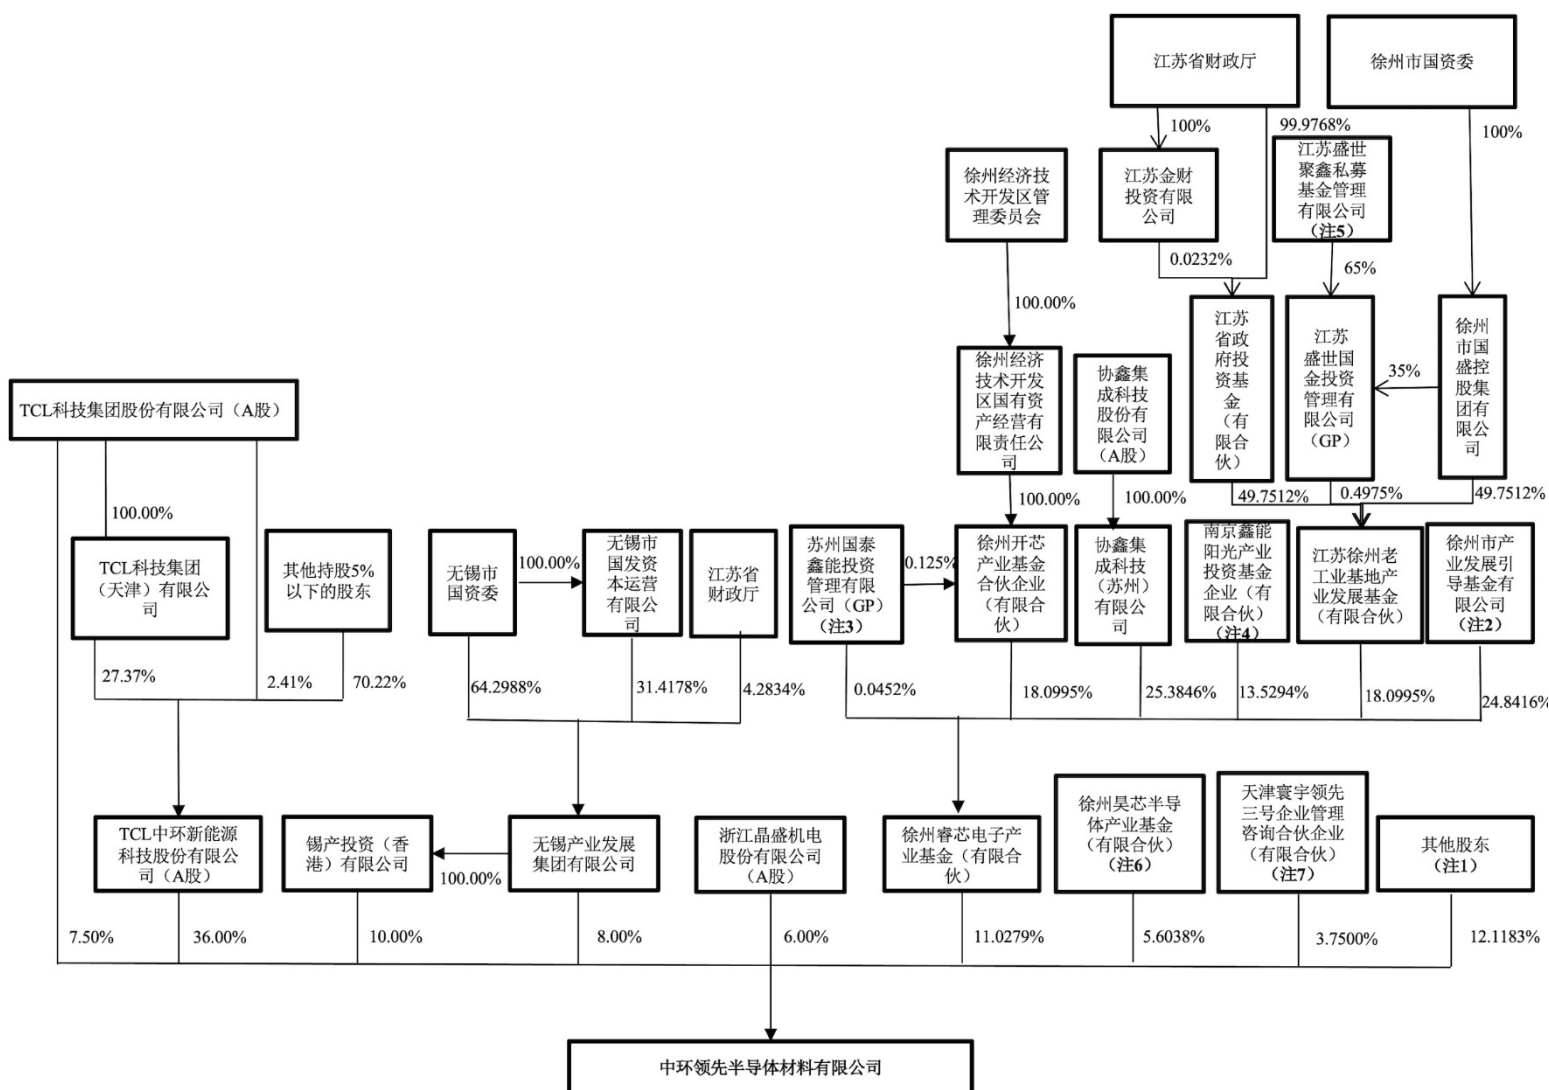 江苏省财政厅
徐州市国资委
100%
99.9768%
100%
徐州经济技
术开发区管
理委员会
江苏金财
投资有限
公司
江苏盛世
聚鑫私募
基金管理
有限公司
（注5）
0.0232%
65%
100.00%
徐州经济
技术开发
区国有资
产经营有
限责任公
司
协鑫集
成科技
股份有
限公司
（A股）
江苏
省政
府投
资基
金
（有
限合
伙）
江苏
盛世国
金投资
管理有
限公司
（GP）
35%
徐州
市国
盛控
股集
团有
限公
司
TCL科技集团股份有限公司（A股）
100.00%
100.00%
100.00%
49.7512%
0.4975%
49.7512%
TCL科技集团
（天津）有限公
司
其他持股5%
以下的股东
无锡市
国资委
100.00%
无锡市
国发资
本运营
有限公
司
江苏省
财政厅
苏州国泰
鑫能投资
管理有限
公司（GP）
（注3）
0.125%
徐州开芯
产业基金
合伙企业
（有限合
伙）
协鑫集
成科技
（苏州）
有限公
司
南京鑫能
阳光产业
投资基金
企业（有
限合伙）
（注4）
江苏徐州老
工业基地产
业发展基金
（有限合伙）
徐州市产
业发展引
导基金有
限公司
（注2）
27.37%
2.41%
70.22%
64.2988%
31.4178%
4.2834%
0.0452%
18.0995%
25.3846%
13.5294%
18.0995%
24.8416%
TCL中环新能源
科技股份有限
公司（A股）
锡产投资（香
港）有限公司
100.00%
无锡产业发展
集团有限公司
浙江晶盛机电
股份有限公司
（A股）
徐州睿芯电子产
业基金（有限合
伙）
徐州昊芯半导
体产业基金
（有限合伙）
（注6）
天津寰宇领先
三号企业管理
咨询合伙企业
（有限合伙）
（注7）
其他股东
（注1）
7.50%
36.00%
10.00%
8.00%
6.00%
11.0279%
5.6038%
3.7500%
12.1183%
中环领先半导体材料有限公司